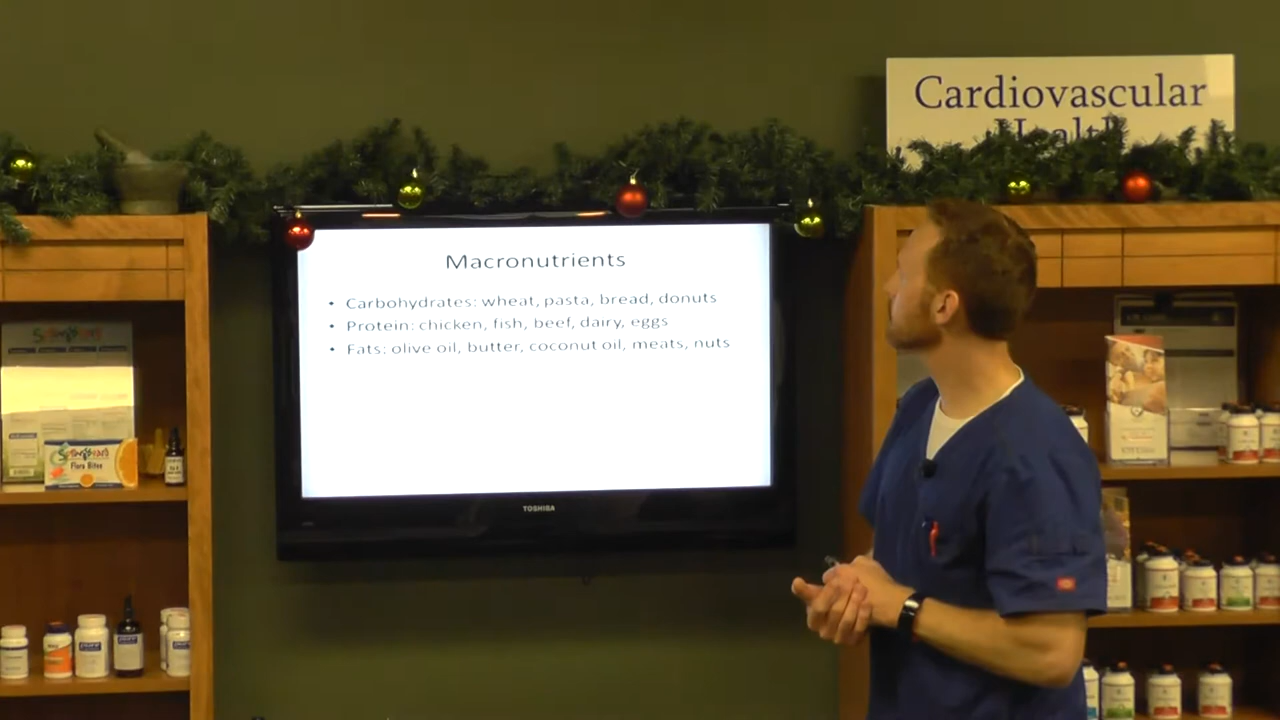 Cardiovascular
Health
Macronutrients
• Carbohydrates: wheat, pasta, bread, donuts
• Protein: chicken, fish, beef, dairy, eggs
• Fats: olive oil, butter, coconut oil, meats, nuts
TOSHIBA
Flora Bites